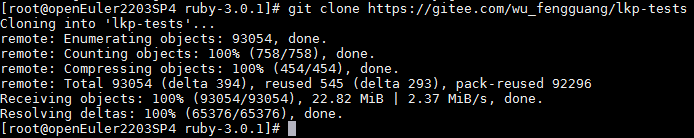 [root@openEuler2203SP4 ruby-3.0.1]# git clone https://gitee.com/wu_fengguang/lkp-tests
Cloning into 'lkp-tests'...
remote: Enumerating objects: 93054, done.
remote: Counting objects: 100% (758/758), done.
remote: Compressing objects: 100% (454/454), done.
remote: Total 93054 (delta 394), reused 545 (delta 293), pack-reused 92296
Receiving objects: 100% (93054/93054), 22.82 MiB | 2.37 MiB/s, done.
Resolving deltas: 100% (65376/65376), done.
[root@openEuler2203SP4 ruby-3.0.1]#